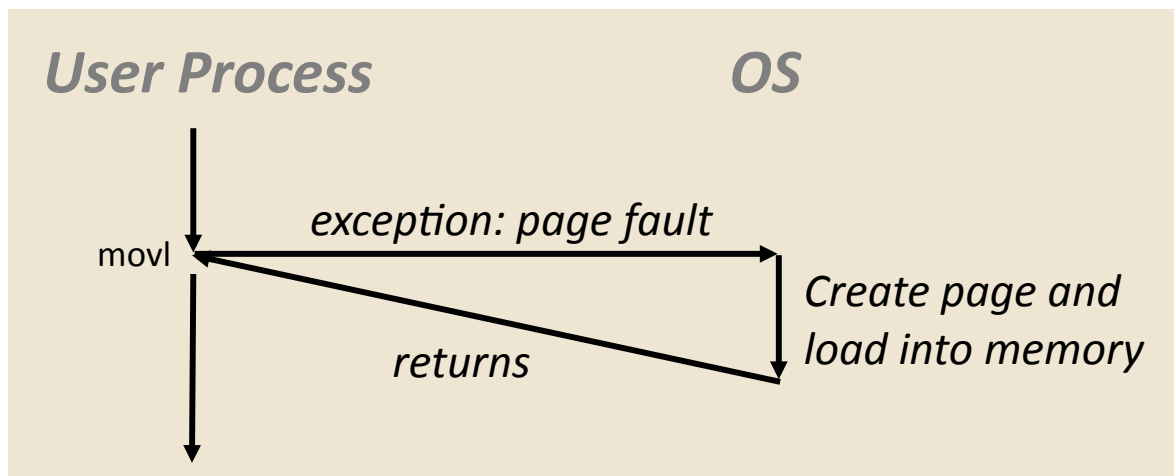 User Process
OS
exception: page fault
movl
Create page and
load into memory
returns